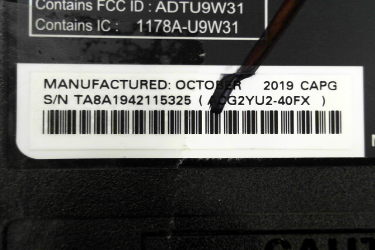 Contains FCC ID : ADTU9W31
Contains IC : 1178A-U9W31
MANUFACTURED: OCTOBER 2019 CAPG
S/N TA8A1942115325 ( ACG2YU2-40FX )